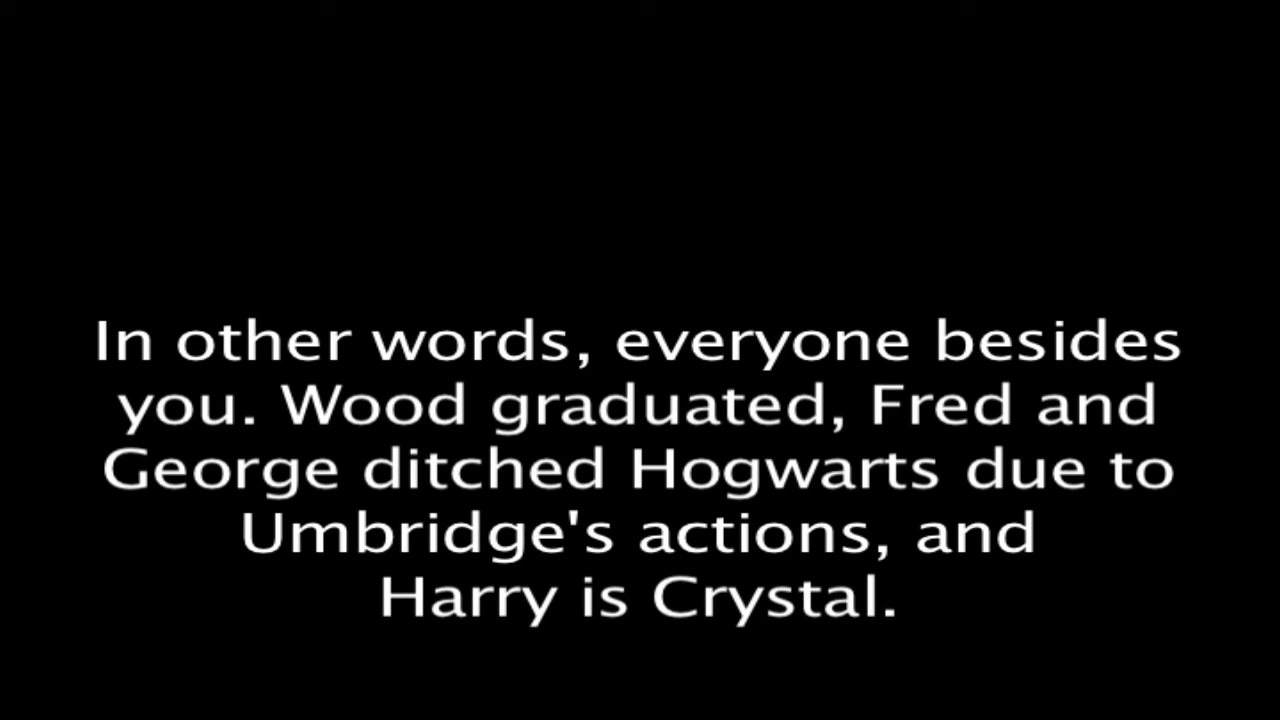 In other words, everyone besides
you. Wood graduated, Fred and
George ditched Hogwarts due to
Umbridge's actions, and
Harry is Crystal.